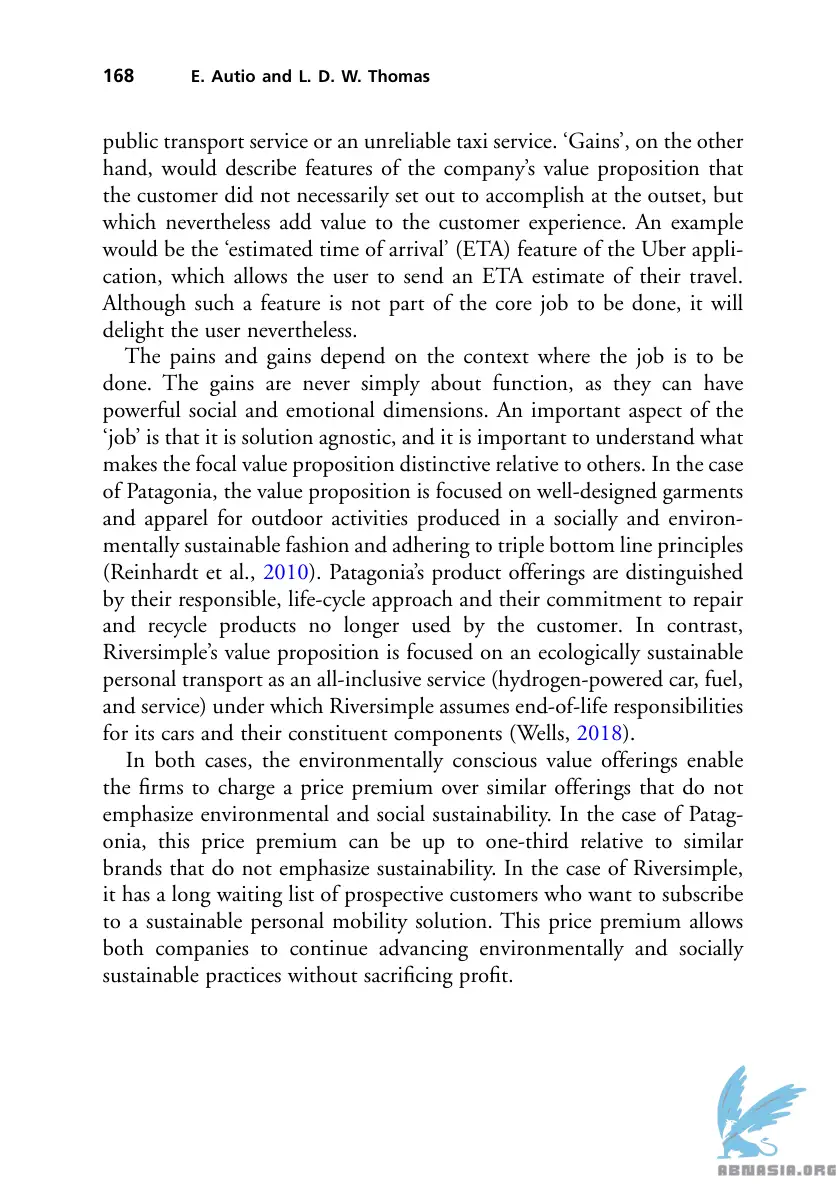 168 E. Autio and L. D. W. Thomas
public transport service or an unreliable taxi service. ‘Gains’, on the other
hand, would describe features of the company’s value proposition that
the customer did not necessarily set out to accomplish at the outset, but
which nevertheless add value to the customer experience. An example
would be the ‘estimated time of arrival’ (ETA) feature of the Uber appli-
cation, which allows the user to send an ETA estimate of their travel.
Although such a feature is not part of the core job to be done, it will
delight the user nevertheless.
The pains and gains depend on the context where the job is to be
done. The gains are never simply about function, as they can have
powerful social and emotional dimensions. An important aspect of the
‘job’ is that it is solution agnostic, and it is important to understand what
makes the focal value proposition distinctive relative to others. In the case
of Patagonia, the value proposition is focused on well-designed garments
and apparel for outdoor activities produced in a socially and environ-
mentally sustainable fashion and adhering to triple bottom line principles
(Reinhardt et al., 2010). Patagonia’s product offerings are distinguished
by their responsible, life-cycle approach and their commitment to repair
and recycle products no longer used by the customer. In contrast,
Riversimple’s value proposition is focused on an ecologically sustainable
personal transport as an all-inclusive service (hydrogen-powered car, fuel,
and service) under which Riversimple assumes end-of-life responsibilities
for its cars and their constituent components (Wells, 2018).
In both cases, the environmentally conscious value offerings enable
the firms to charge a price premium over similar offerings that do not
emphasize environmental and social sustainability. In the case of Patag-
onia, this price premium can be up to one-third relative to similar
brands that do not emphasize sustainability. In the case of Riversimple,
it has a long waiting list of prospective customers who want to subscribe
to a sustainable personal mobility solution. This price premium allows
both companies to continue advancing environmentally and socially
sustainable practices without sacrificing profit.
ABNASIA.ORG